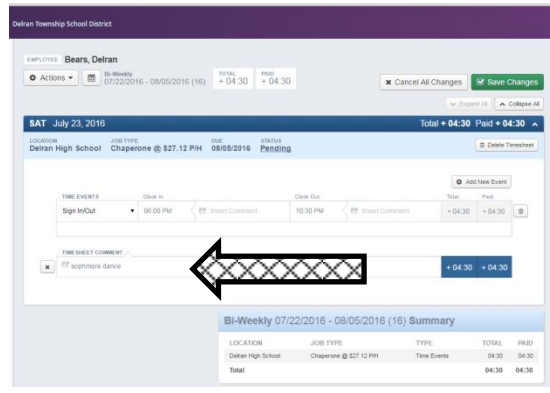 Delran Township School District
EMPLOYEE Bears, Delran
Actions
Bi-Weekly
07/22/2016 - 08/05/2016 (16)
TOTAL
+ 04:30
PAID
+ 04:30
Cancel All Changes
Save Changes
Expand All
Collapse All
SAT July 23, 2016
Total + 04:30 Paid + 04:30
LOCATION
Delran High School
JOB TYPE
Chaperone @ $27.12 P/H
DUE
08/05/2016
STATUS
Pending
Delete Timesheet
Add New Event
TIME EVENTS Clock In Clock Out Total Paid
Sign In/Out 06:00 PM Insert Comment 10:30 PM Insert Comment + 04:30 + 04:30
TIMESHEET COMMENT
sophmore dance + 04:30 + 04:30
Bi-Weekly 07/22/2016 - 08/05/2016 (16) Summary
LOCATION JOB TYPE TYPE TOTAL PAID
Delran High School Chaperone @ $27.12 P/H Time Events 04:30 04:30
Total 04:30 04:30